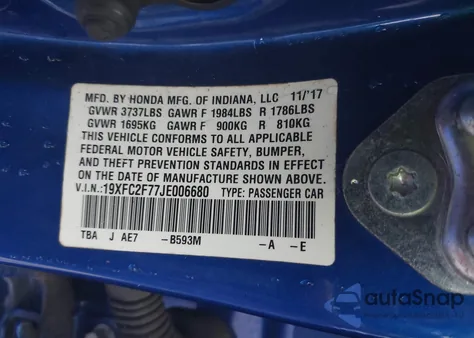 MFD. BY HONDA MFG. OF INDIANA, LLC 11/'17
GVWR 3737LBS GAWR F 1984LBS R 1786LBS
GVWR 1695KG GAWR F 900KG R 810KG
THIS VEHICLE CONFORMS TO ALL APPLICABLE
FEDERAL MOTOR VEHICLE SAFETY, BUMPER,
AND THEFT PREVENTION STANDARDS IN EFFECT
ON THE DATE OF MANUFACTURE SHOWN ABOVE.
V.I.N.:19XFC2F77JE006680 TYPE: PASSENGER CAR
TBA J AE7 -B593M -A -E
autoSnap